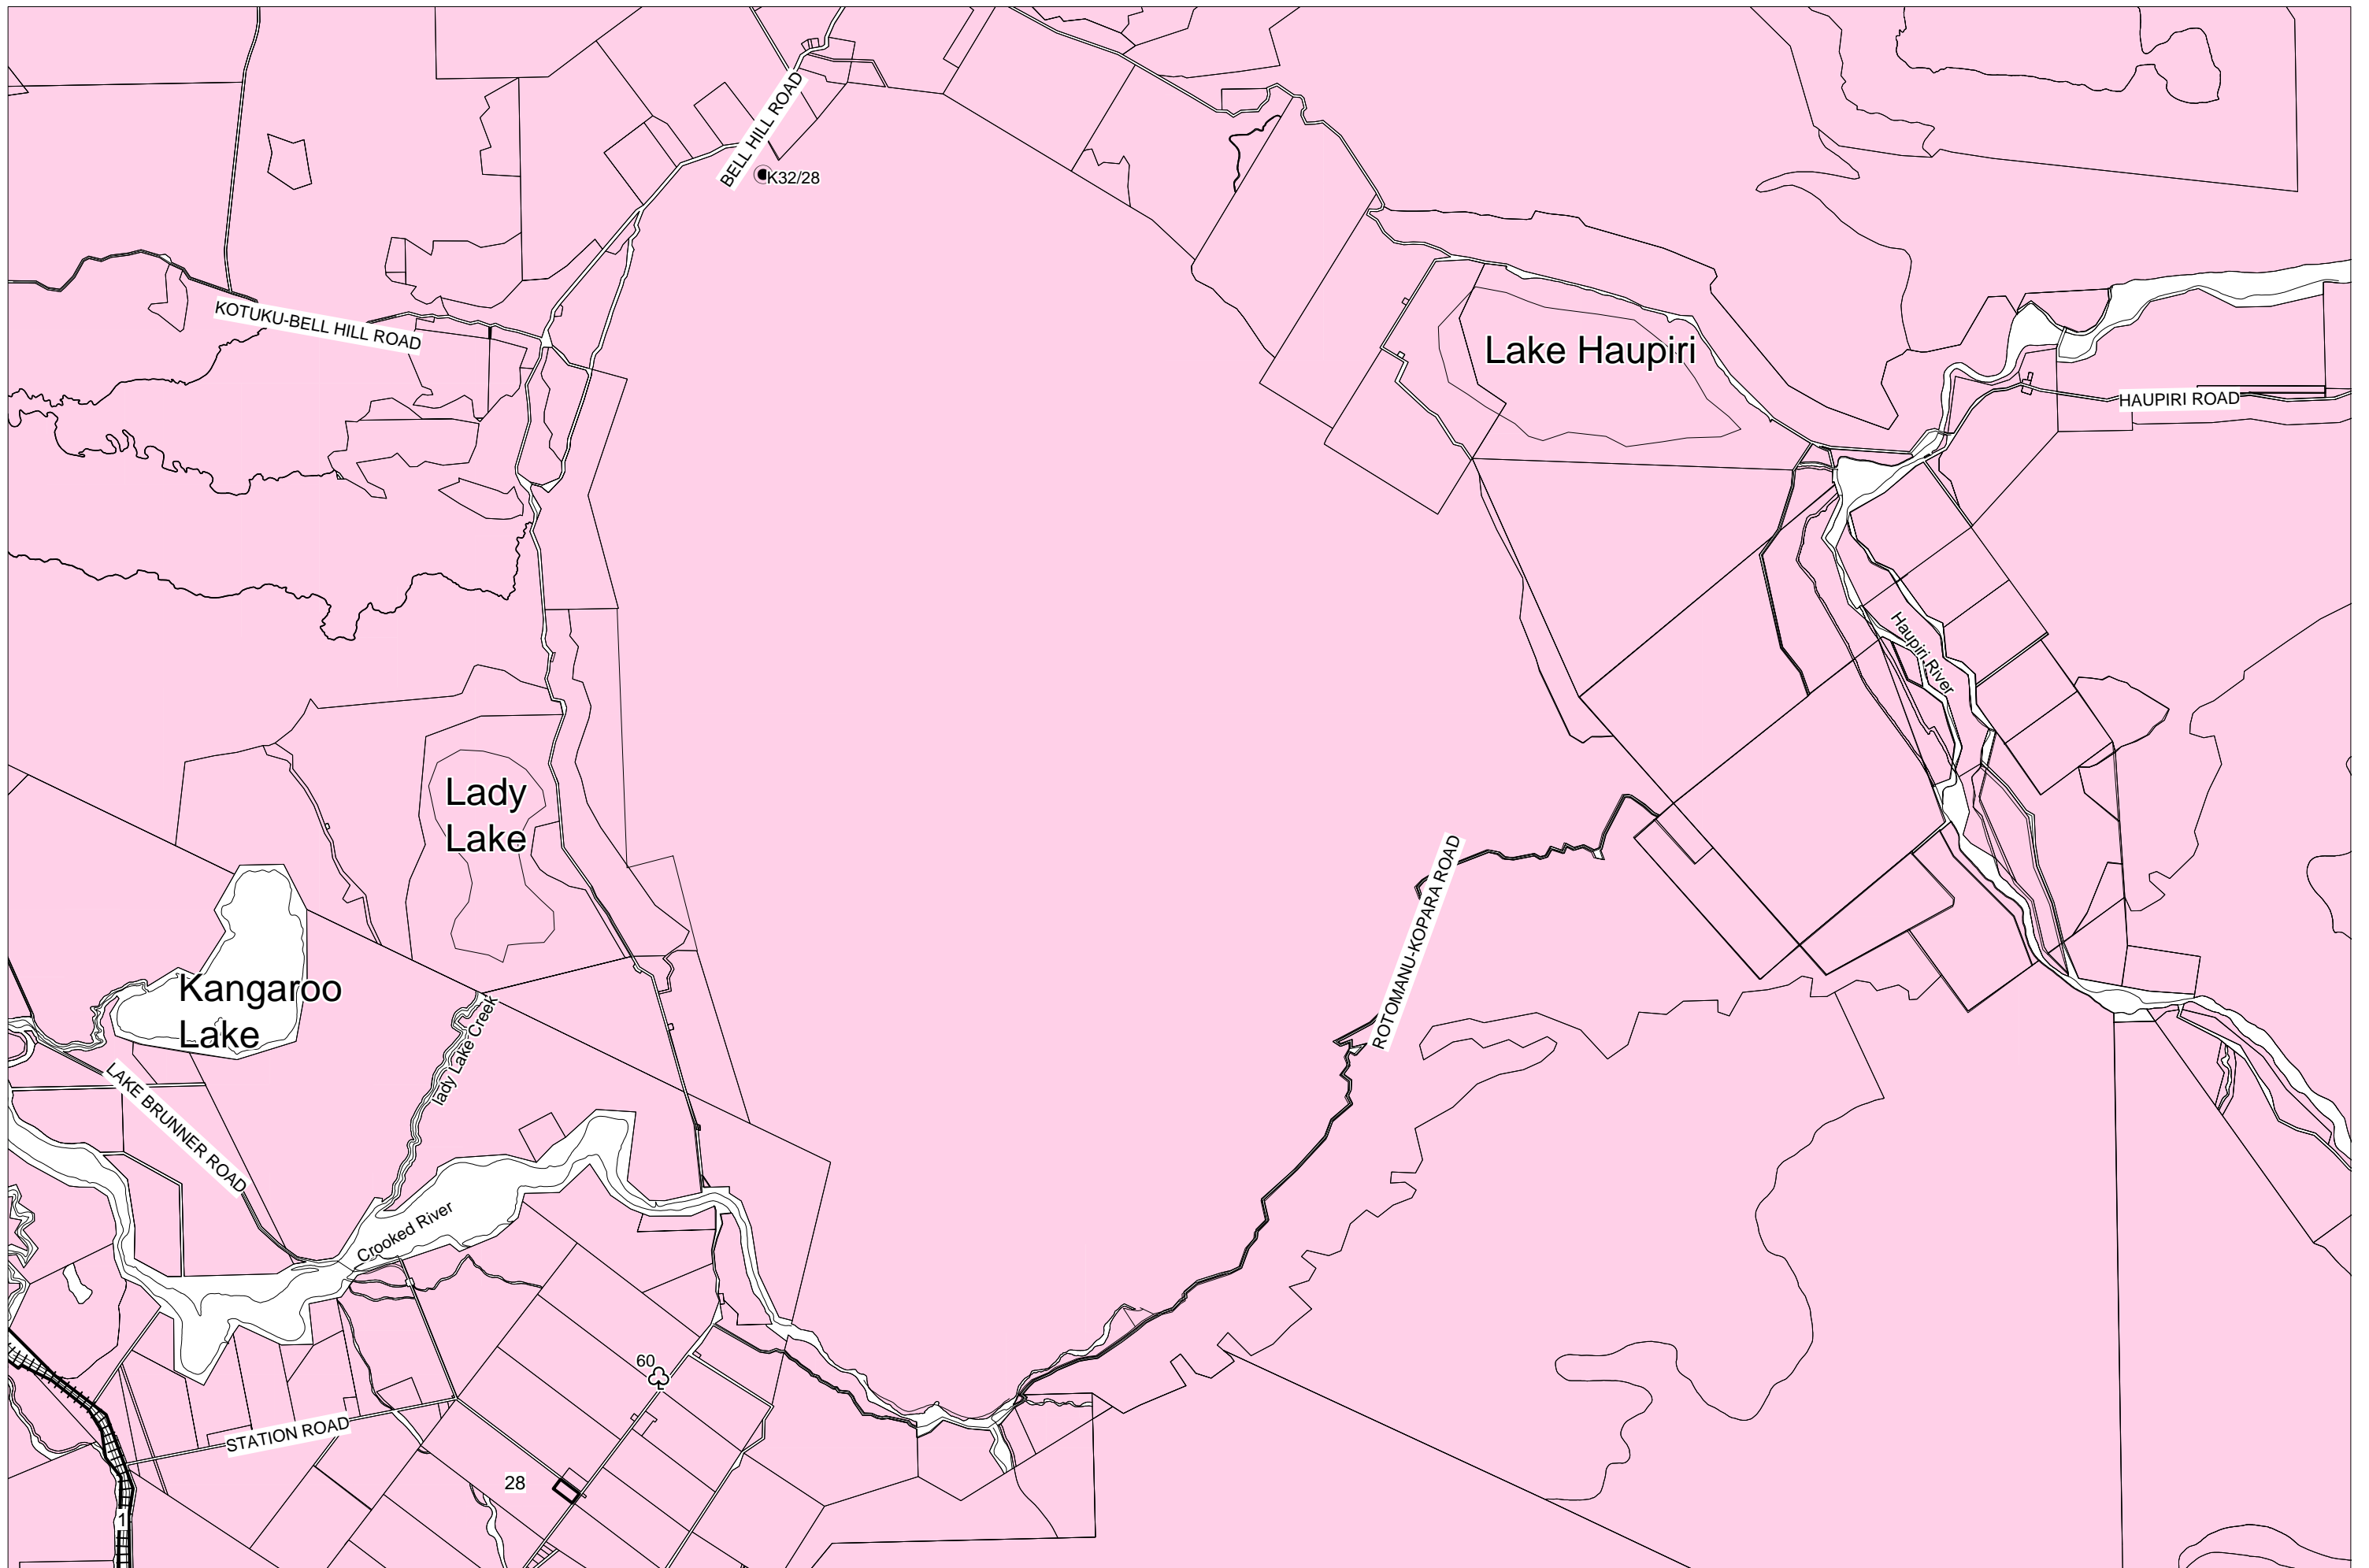 BELL HILL ROAD
K32/28
KOTUKU-BELL HILL ROAD
Lake Haupiri
HAUPIRI ROAD
Haupiri River
Lady
Lake
ROTOMANU-KOPARA ROAD
Kangaroo
Lake
lady Lake Creek
LAKE BRUNNER ROAD
Crooked River
60
STATION ROAD
28
1